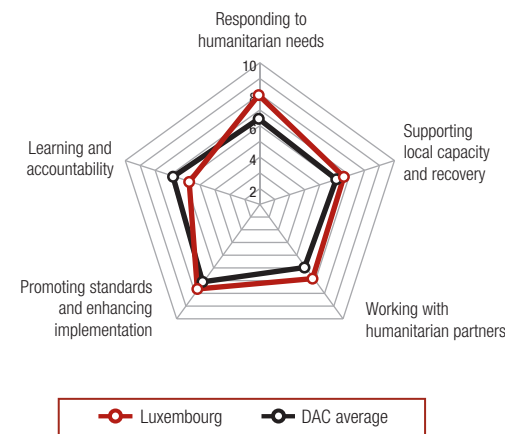 Responding to
humanitarian needs
10
8
6
4
2
Learning and
accountability
Supporting
local capacity
and recovery
Promoting standards
and enhancing
implementation
Working with
humanitarian partners
Luxembourg
DAC average